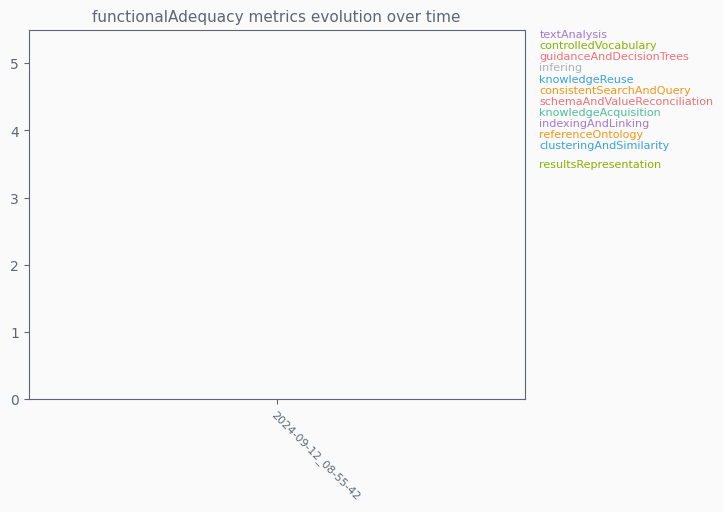 functionalAdequacy metrics evolution over time
5
4
3
2
1
0
2024-09-12_08-55-42
textAnalysis
controlledVocabulary
guidanceAndDecisionTrees
infering
knowledgeReuse
consistentSearchAndQuery
schemaAndValueReconciliation
knowledgeAcquisition
indexingAndLinking
referenceOntology
clusteringAndSimilarity
resultsRepresentation